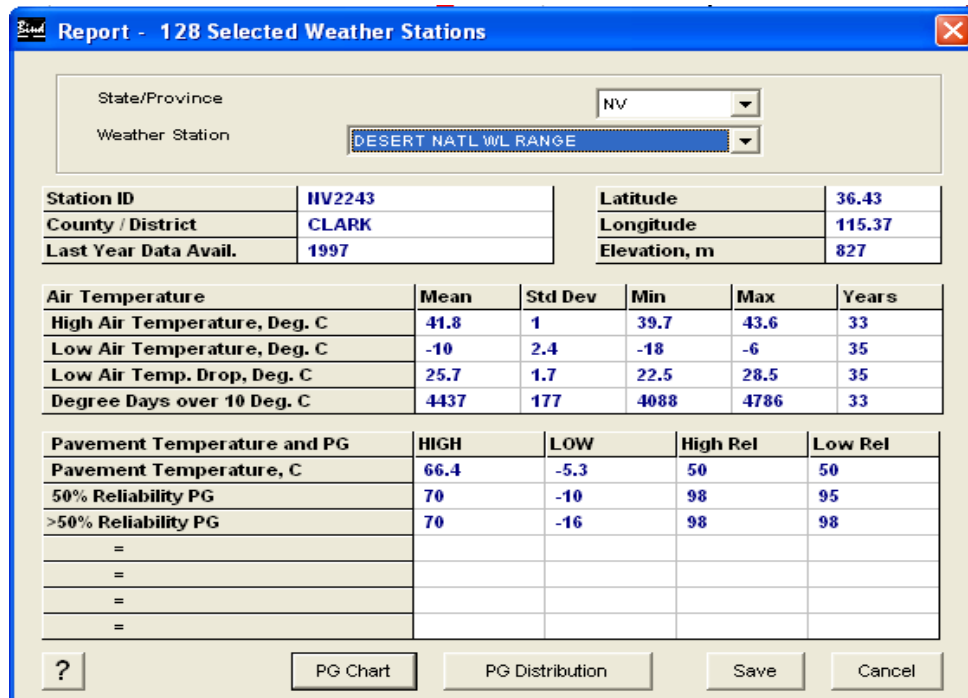 Bind Report - 128 Selected Weather Stations
State/Province NV
Weather Station DESERT NATL WL RANGE
Station ID NV2243 Latitude 36.43
County / District CLARK Longitude 115.37
Last Year Data Avail. 1997 Elevation, m 827
Air Temperature Mean Std Dev Min Max Years
High Air Temperature, Deg. C 41.8 1 39.7 43.6 33
Low Air Temperature, Deg. C -10 2.4 -18 -6 35
Low Air Temp. Drop, Deg. C 25.7 1.7 22.5 28.5 35
Degree Days over 10 Deg. C 4437 177 4088 4786 33
Pavement Temperature and PG HIGH LOW High Rel Low Rel
Pavement Temperature, C 66.4 -5.3 50 50
50% Reliability PG 70 -10 98 95
>50% Reliability PG 70 -16 98 98
=
=
=
=
? PG Chart PG Distribution Save Cancel